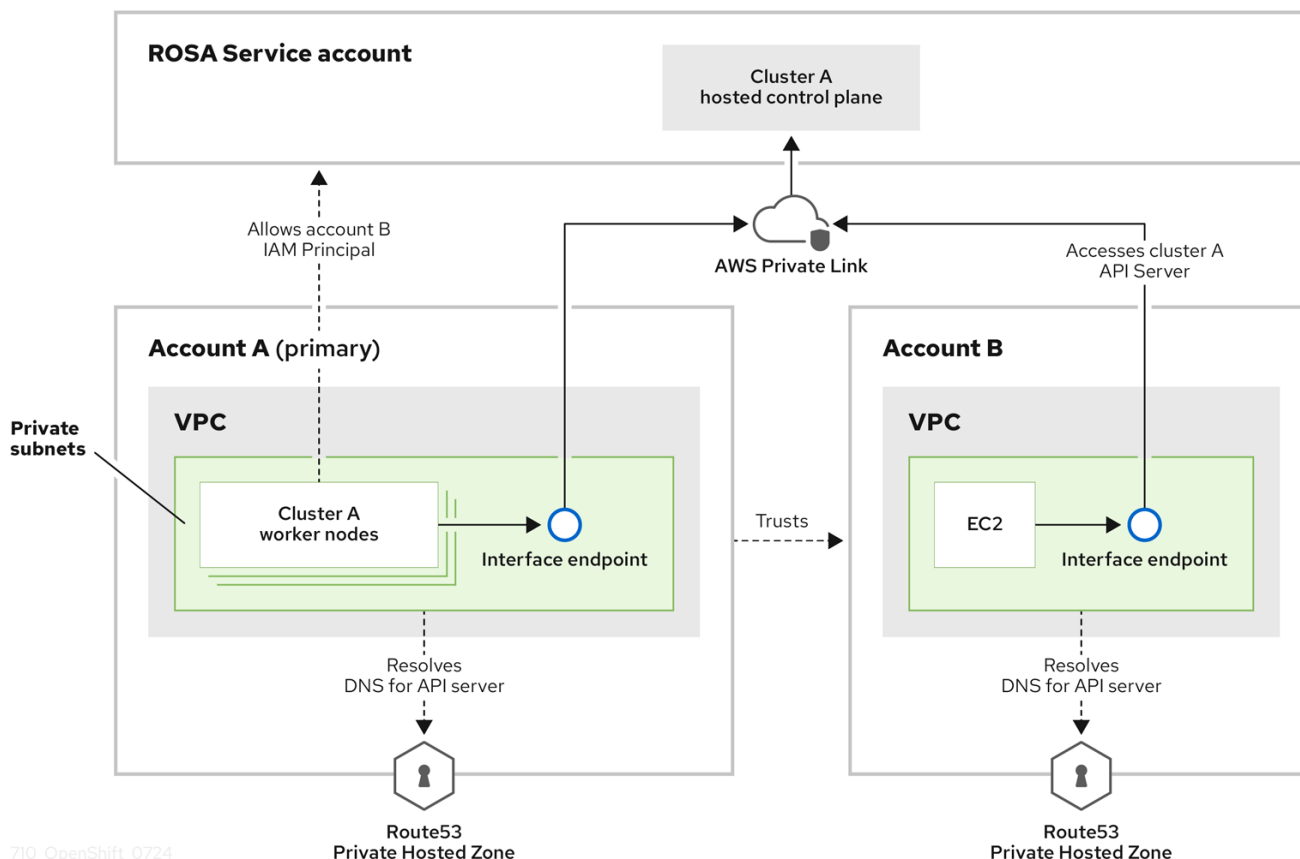 ROSA Service account
Cluster A
hosted control plane
Allows account B
IAM Principal
AWS Private Link
Accesses cluster A
API Server
Account A (primary)
Account B
VPC
VPC
Private
subnets
Cluster A
worker nodes
Interface endpoint
Trusts
EC2
Interface endpoint
Resolves
DNS for API server
Resolves
DNS for API server
Route53
Private Hosted Zone
Route53
Private Hosted Zone
710_OpenShift_0724